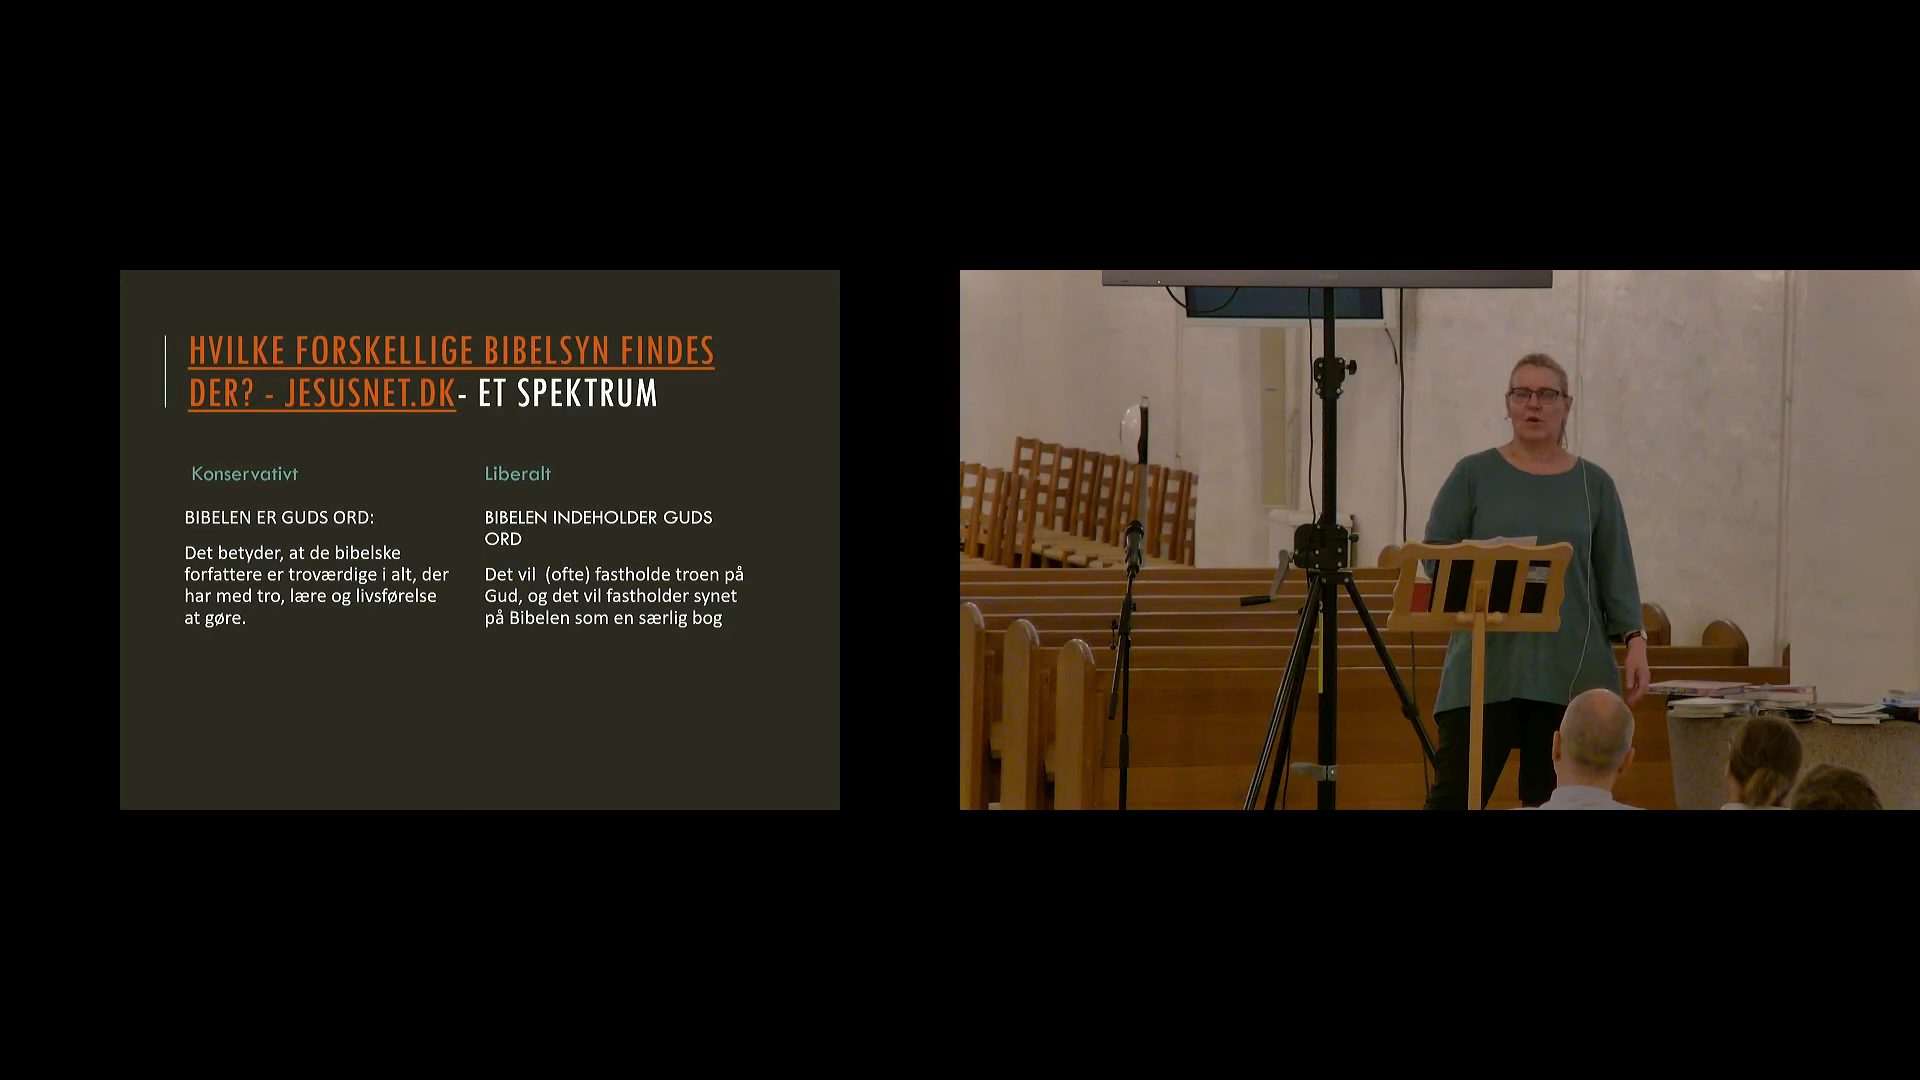 HVILKE FORSKELLIGE BIBELSYN FINDES
DER? - JESUSNET.DK- ET SPEKTRUM
Konservativt
BIBELEN ER GUDS ORD:
Det betyder, at de bibelske
forfattere er troværdige i alt, der
har med tro, lære og livsførelse
at gøre.
Liberalt
BIBELEN INDEHOLDER GUDS
ORD
Det vil  (ofte) fastholde troen på
Gud, og det vil fastholder synet
på Bibelen som en særlig bog